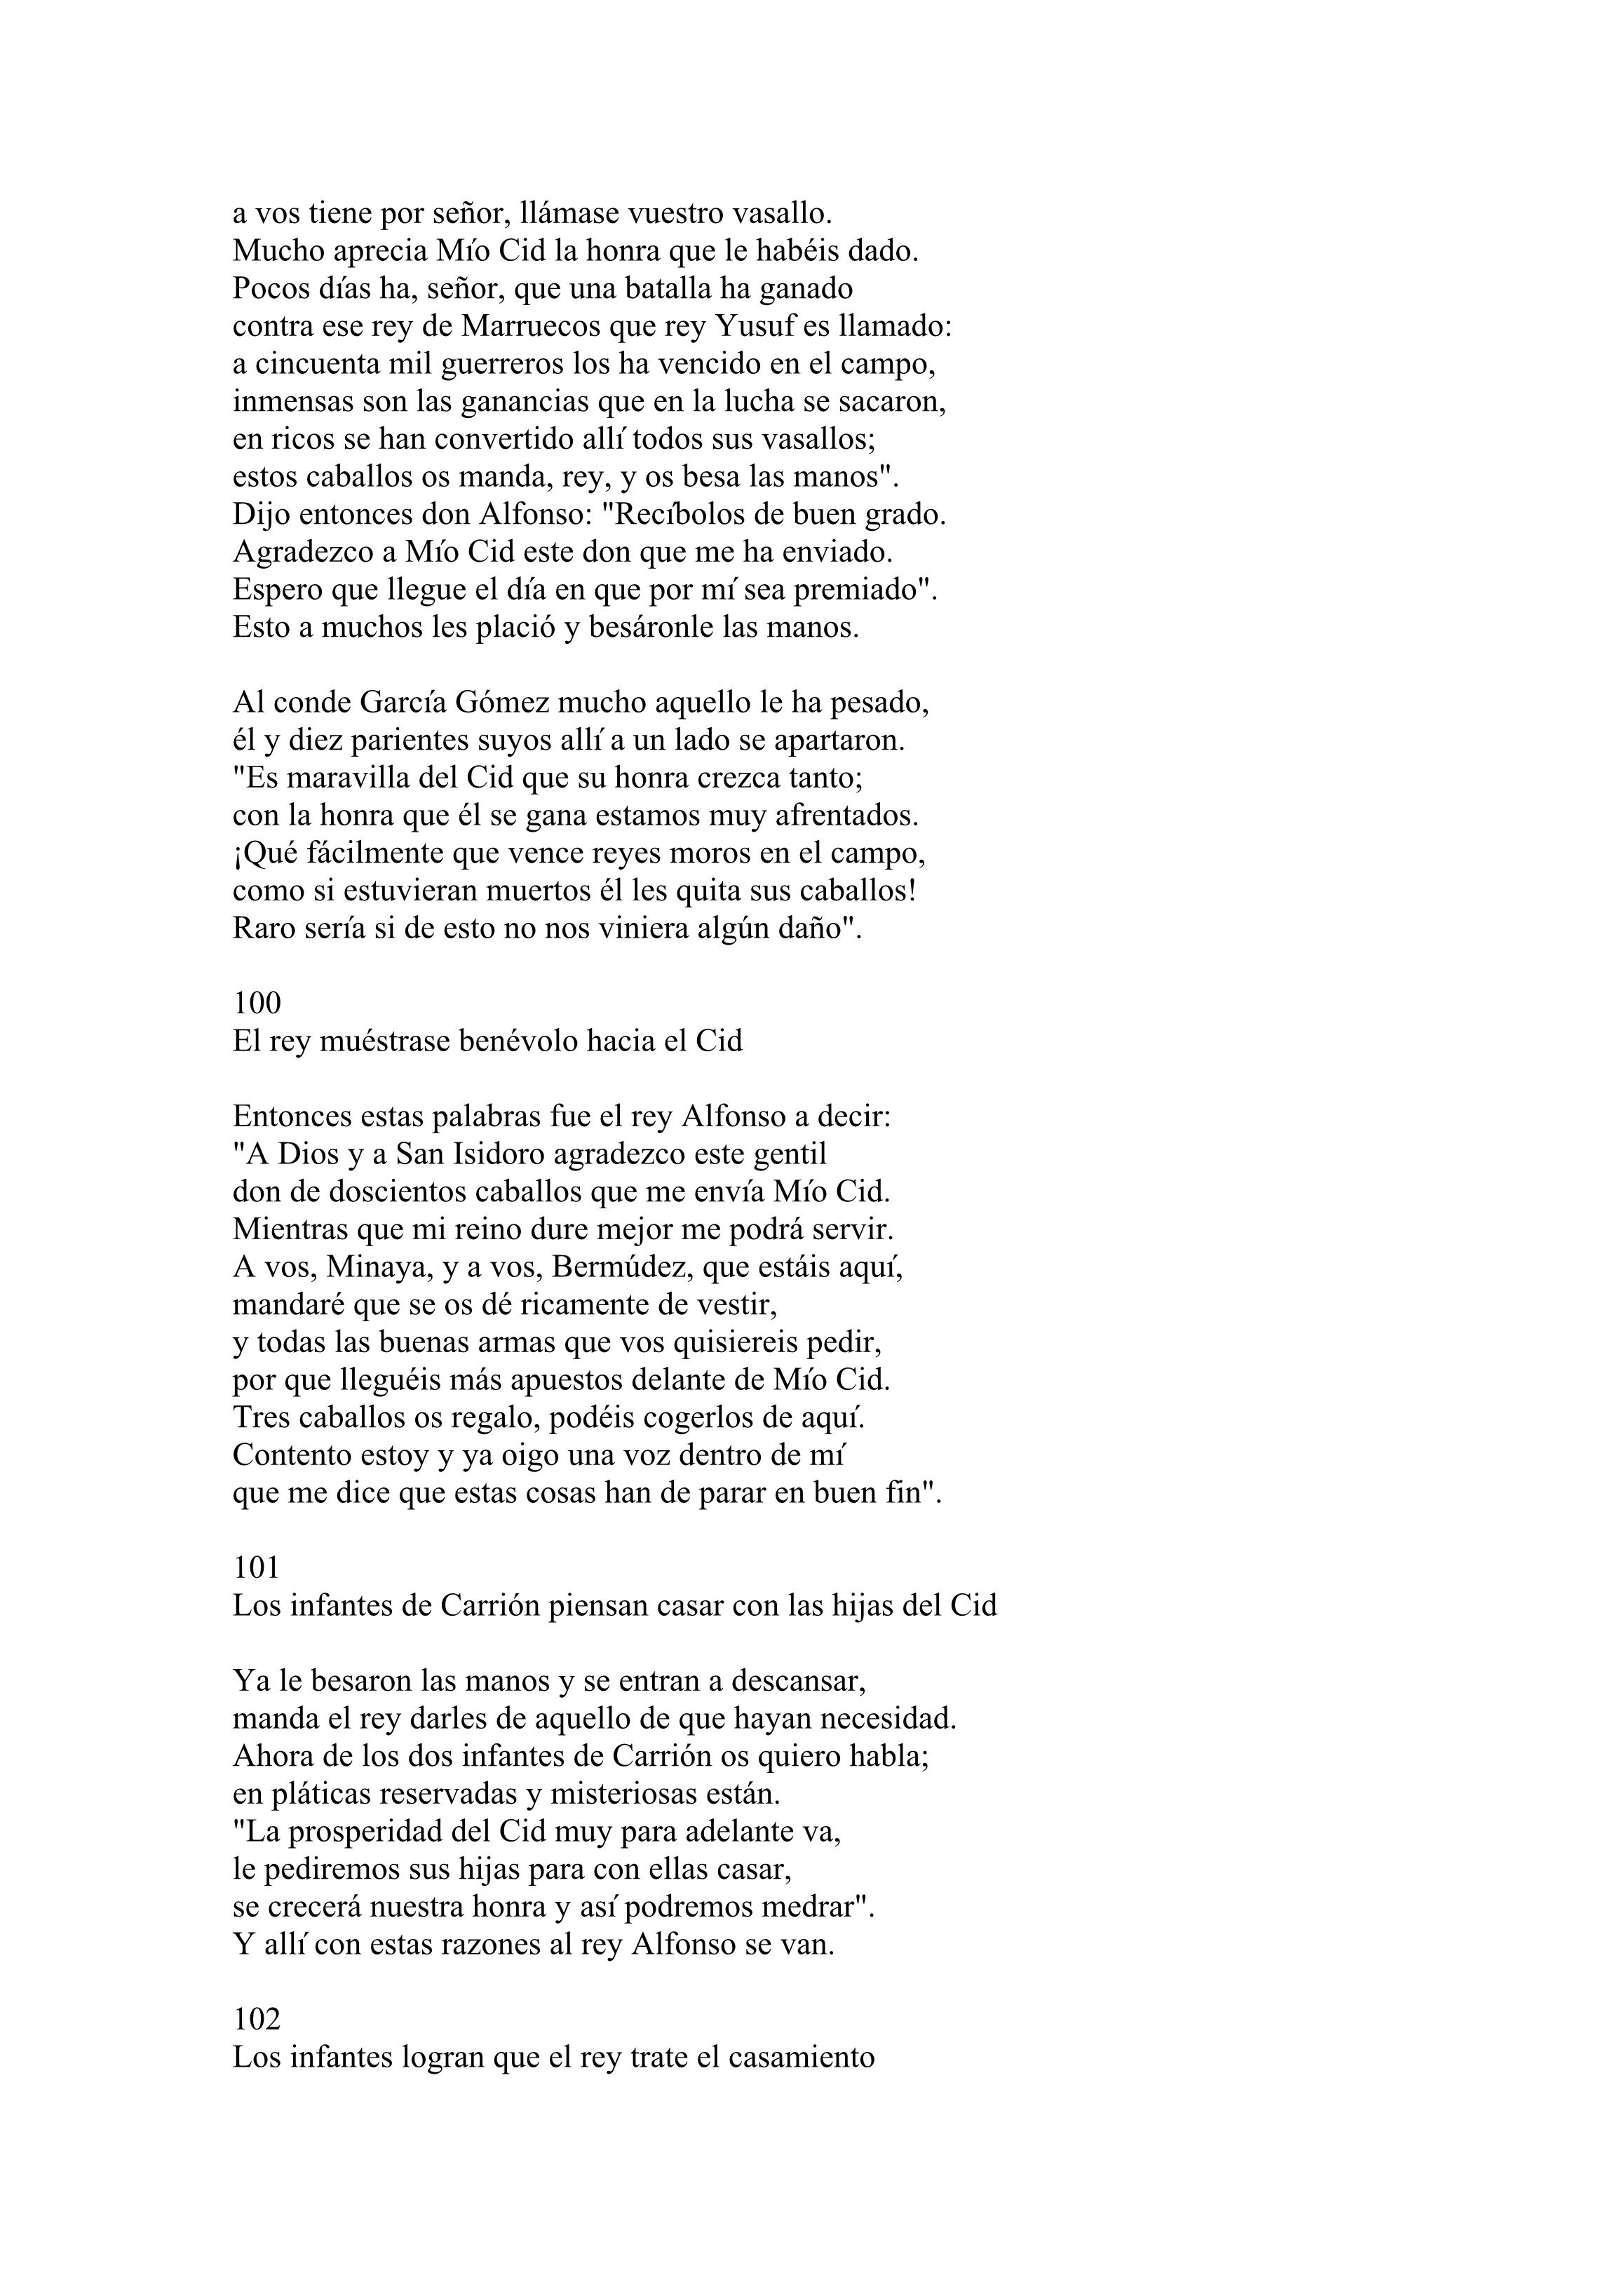 a vos tiene por señor, llámase vuestro vasallo.
Mucho aprecia Mío Cid la honra que le habéis dado.
Pocos días ha, señor, que una batalla ha ganado
contra ese rey de Marruecos que rey Yusuf es llamado:
a cincuenta mil guerreros los ha vencido en el campo,
inmensas son las ganancias que en la lucha se sacaron,
en ricos se han convertido allí todos sus vasallos;
estos caballos os manda, rey, y os besa las manos".
Dijo entonces don Alfonso: "Recíbolos de buen grado.
Agradezco a Mío Cid este don que me ha enviado.
Espero que llegue el día en que por mí sea premiado".
Esto a muchos les plació y besáronle las manos.

Al conde García Gómez mucho aquello le ha pesado,
él y diez parientes suyos allí a un lado se apartaron.
"Es maravilla del Cid que su honra crezca tanto;
con la honra que él se gana estamos muy afrentados.
¡Qué fácilmente que vence reyes moros en el campo,
como si estuvieran muertos él les quita sus caballos!
Raro sería si de esto no nos viniera algún daño".

100
El rey muéstrase benévolo hacia el Cid

Entonces estas palabras fue el rey Alfonso a decir:
"A Dios y a San Isidoro agradezco este gentil
don de doscientos caballos que me envía Mío Cid.
Mientras que mi reino dure mejor me podrá servir.
A vos, Minaya, y a vos, Bermúdez, que estáis aquí,
mandaré que se os dé ricamente de vestir,
y todas las buenas armas que vos quisiereis pedir,
por que lleguéis más apuestos delante de Mío Cid.
Tres caballos os regalo, podéis cogerlos de aquí.
Contento estoy y ya oigo una voz dentro de mí
que me dice que estas cosas han de parar en buen fin".

101
Los infantes de Carrión piensan casar con las hijas del Cid

Ya le besaron las manos y se entran a descansar,
manda el rey darles de aquello de que hayan necesidad.
Ahora de los dos infantes de Carrión os quiero habla;
en pláticas reservadas y misteriosas están.
"La prosperidad del Cid muy para adelante va,
le pediremos sus hijas para con ellas casar,
se crecerá nuestra honra y así podremos medrar".
Y allí con estas razones al rey Alfonso se van.

102
Los infantes logran que el rey trate el casamiento